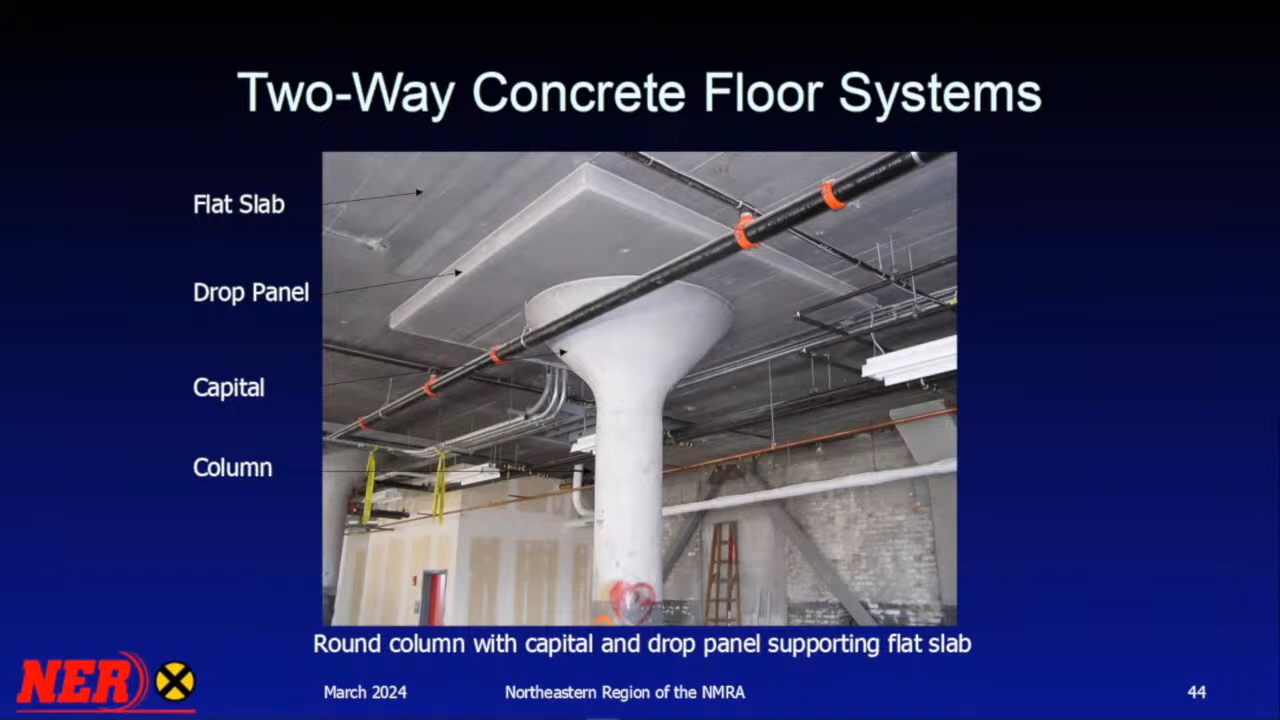 Two-Way Concrete Floor Systems
Flat Slab
Drop Panel
Capital
Column
Round column with capital and drop panel supporting flat slab
NER
March 2024
Northeastern Region of the NMRA
44